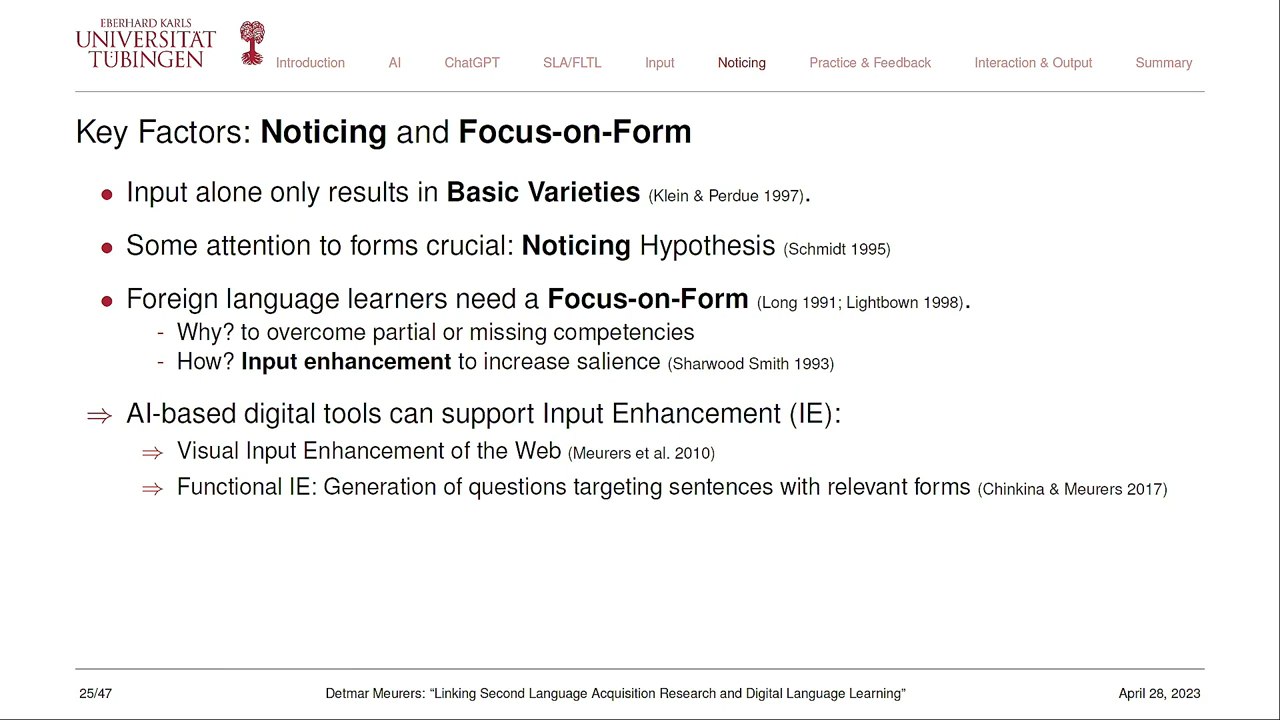 EBERHARD KARLS
UNIVERSITÄT
TÜBINGEN
Introduction AI ChatGPT SLA/FLTL Input Noticing Practice & Feedback Interaction & Output Summary
Key Factors: Noticing and Focus-on-Form
• Input alone only results in Basic Varieties (Klein & Perdue 1997).
• Some attention to forms crucial: Noticing Hypothesis (Schmidt 1995)
• Foreign language learners need a Focus-on-Form (Long 1991; Lightbown 1998).
- Why? to overcome partial or missing competencies
- How? Input enhancement to increase salience (Sharwood Smith 1993)
⇒ AI-based digital tools can support Input Enhancement (IE):
⇒ Visual Input Enhancement of the Web (Meurers et al. 2010)
⇒ Functional IE: Generation of questions targeting sentences with relevant forms (Chinkina & Meurers 2017)
25/47 Detmar Meurers: “Linking Second Language Acquisition Research and Digital Language Learning” April 28, 2023